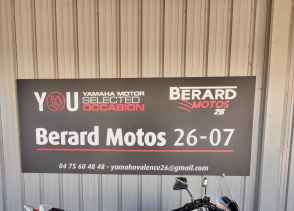 YOU YAMAHA MOTOR
SELECTED
OCCASION
BERARD
MOTOS
26
Berard Motos 26-07
04 75 60 48 48 - yamahavalence26@gmail.com